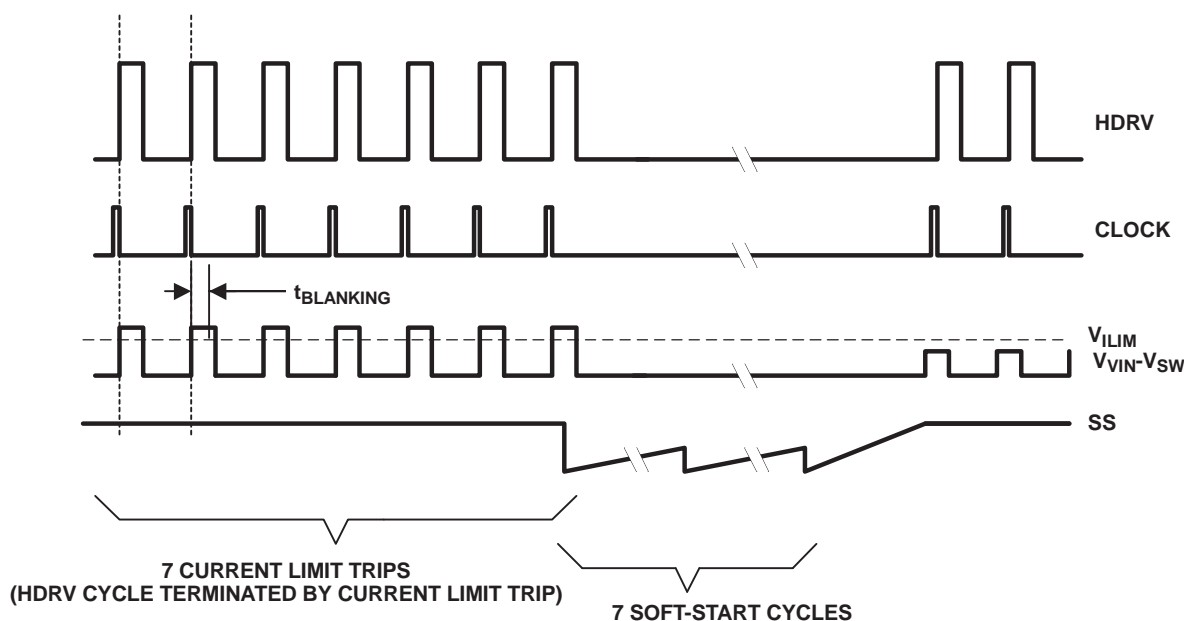 HDRV
CLOCK
tBLANKING
VILIM
VVIN-VSW
SS
7 CURRENT LIMIT TRIPS
(HDRV CYCLE TERMINATED BY CURRENT LIMIT TRIP)
7 SOFT-START CYCLES